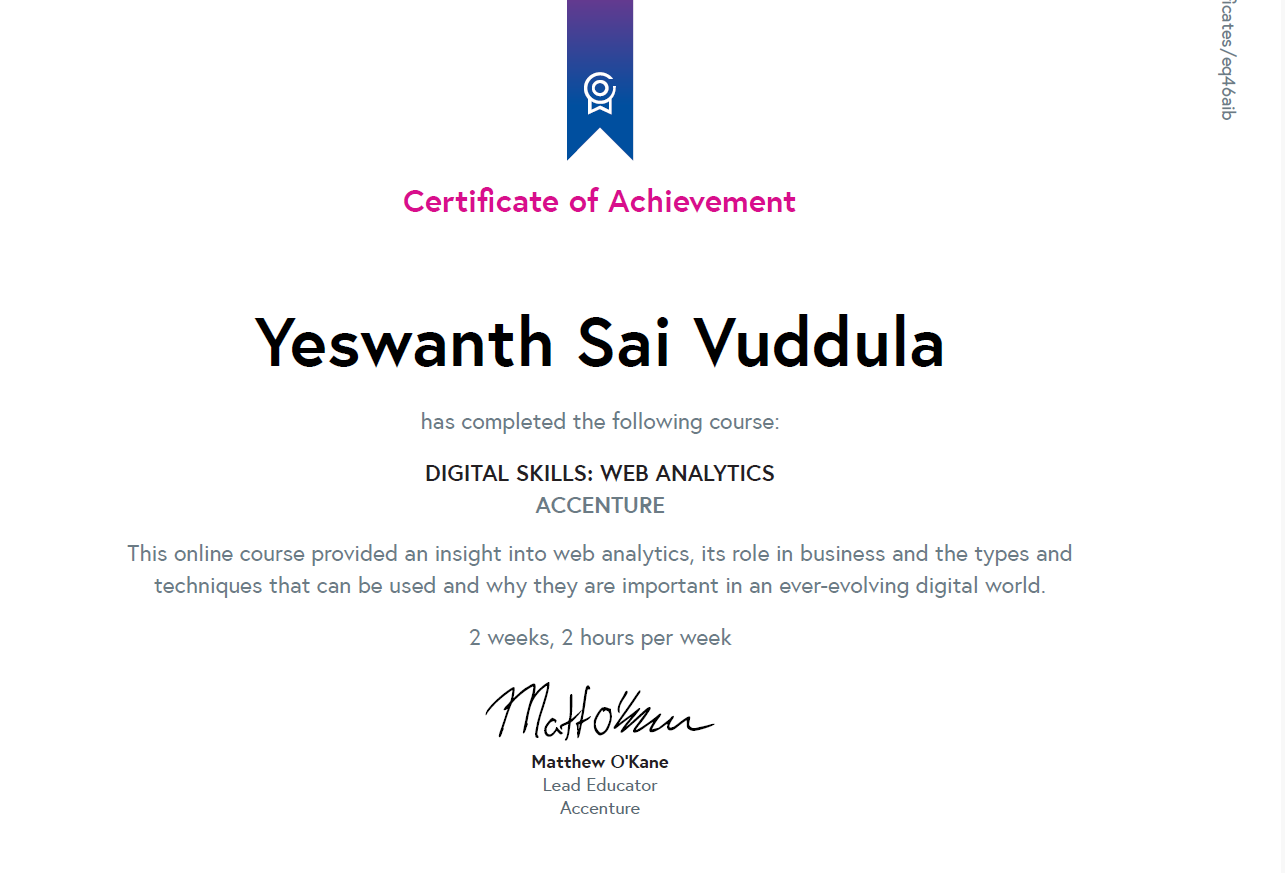 ficates/eq46aib
Certificate of Achievement
Yeswanth Sai Vuddula
has completed the following course:
DIGITAL SKILLS: WEB ANALYTICS
ACCENTURE
This online course provided an insight into web analytics, its role in business and the types and
techniques that can be used and why they are important in an ever-evolving digital world.
2 weeks, 2 hours per week
Matt O'Kane
Matthew O'Kane
Lead Educator
Accenture